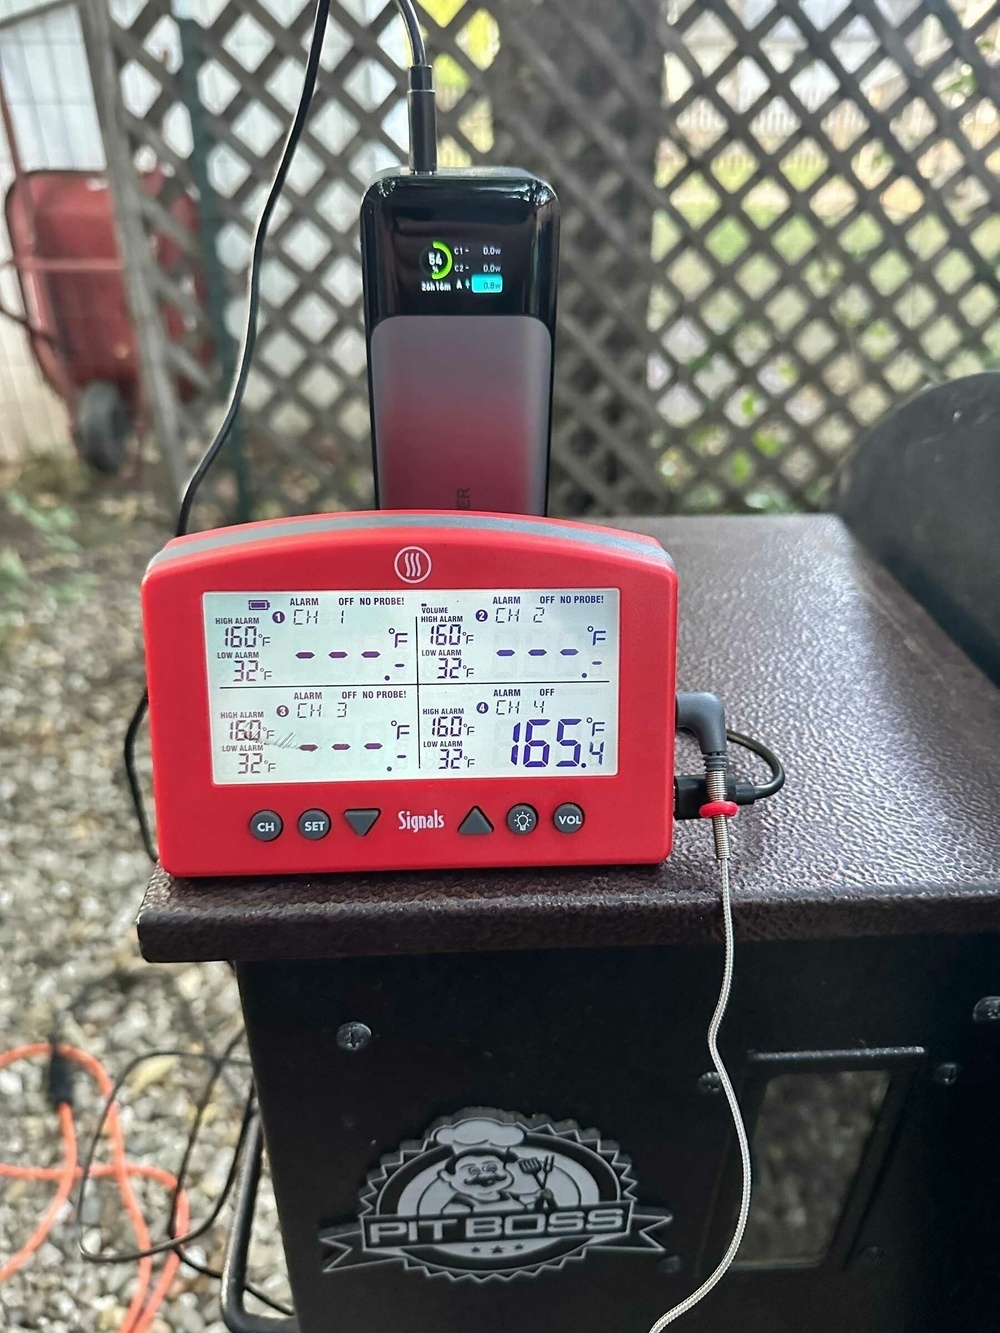 54
%
C1- 0.0w
C2- 0.0w
26h16m A 0.8w
ER
ALARM OFF NO PROBE!
HIGH ALARM 1 CH 1
160°F °F
LOW ALARM ---.-
32°F
VOLUME ALARM OFF NO PROBE!
HIGH ALARM 2 CH 2
160°F °F
LOW ALARM ---.-
32°F
ALARM OFF NO PROBE!
HIGH ALARM 3 CH 3
160°F °F
LOW ALARM ---.-
32°F
ALARM OFF
HIGH ALARM 4 CH 4
160°F 165.4°F
LOW ALARM
32°F
CH SET Signals VOL
PIT BOSS